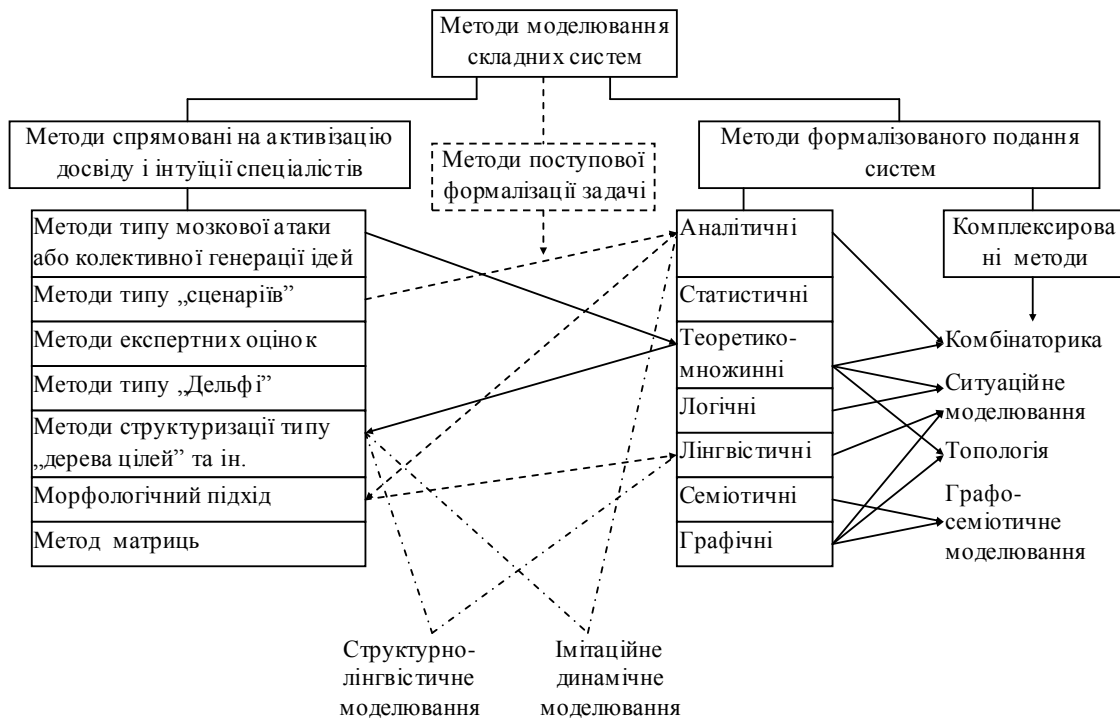 Методи моделювання
складних систем
Методи спрямовані на активізацію
досвіду і інтуїції спеціалістів
Методи поступової
формалізації задачі
Методи формалізованого подання
систем
Методи типу мозкової атаки
або колективної генерації ідей
Методи типу „сценаріїв”
Методи експертних оцінок
Методи типу „Дельфі”
Методи структуризації типу
„дерева цілей” та ін.
Морфологічний підхід
Метод матриць
Аналітичні
Статистичні
Теоретико-
множинні
Логічні
Лінгвістичні
Семіотичні
Графічні
Комплексирова
ні методи
Комбінаторика
Ситуаційне
моделювання
Топологія
Графо-
семіотичне
моделювання
Структурно-
лінгвістичне
моделювання
Імітаційне
динамічне
моделювання